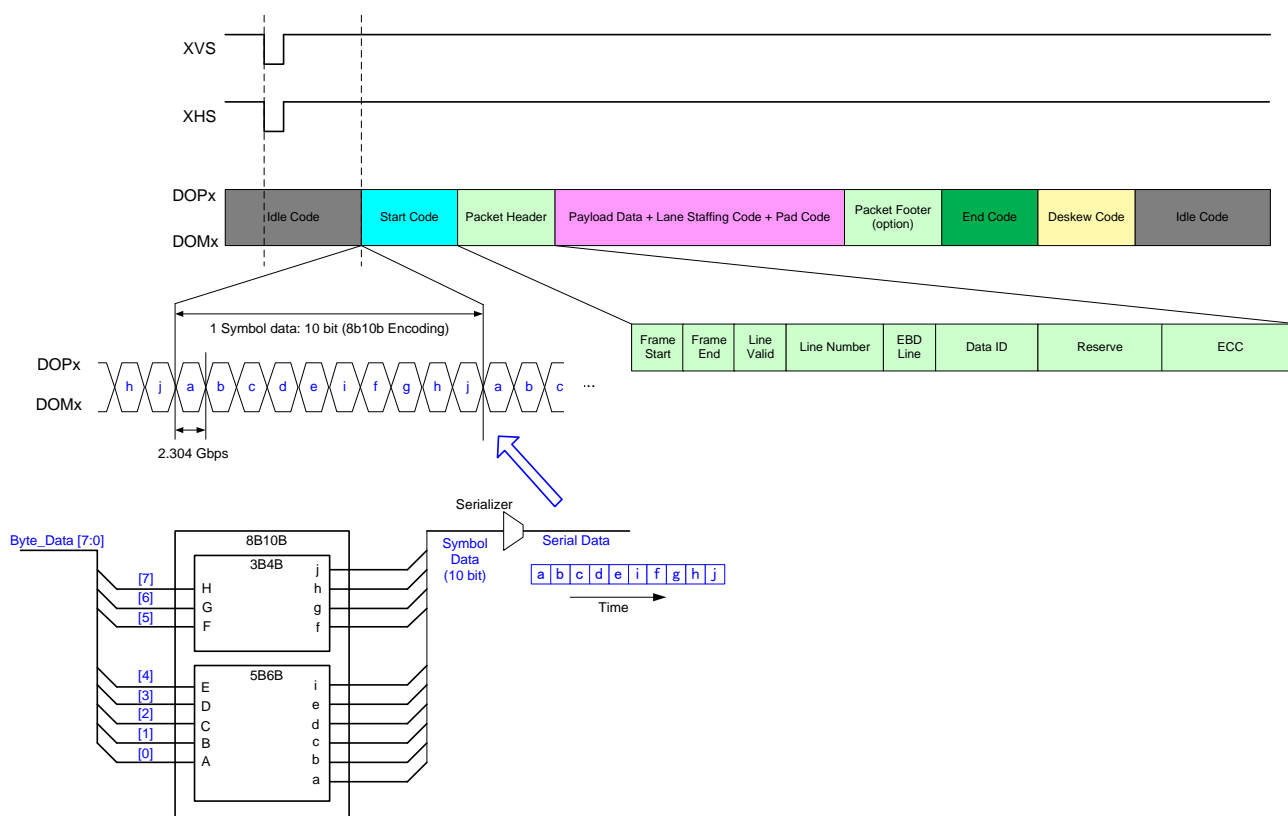 XVS
XHS
DOPx
DOMx
Idle Code
Start Code
Packet Header
Payload Data + Lane Staffing Code + Pad Code
Packet Footer
(option)
End Code
Deskew Code
Idle Code
1 Symbol data: 10 bit (8b10b Encoding)
Frame
Start
Frame
End
Line
Valid
Line Number
EBD
Line
Data ID
Reserve
ECC
DOPx
DOMx
h j a b c d e i f g h j a b c ...
2.304 Gbps
Serializer
Byte_Data [7:0]
8B10B
Symbol
Data
(10 bit)
Serial Data
3B4B
[7] H j
[6] G h
[5] F g
f
a b c d e i f g h j
Time
5B6B
[4] E i
[3] D e
[2] C d
[1] B c
[0] A b
a